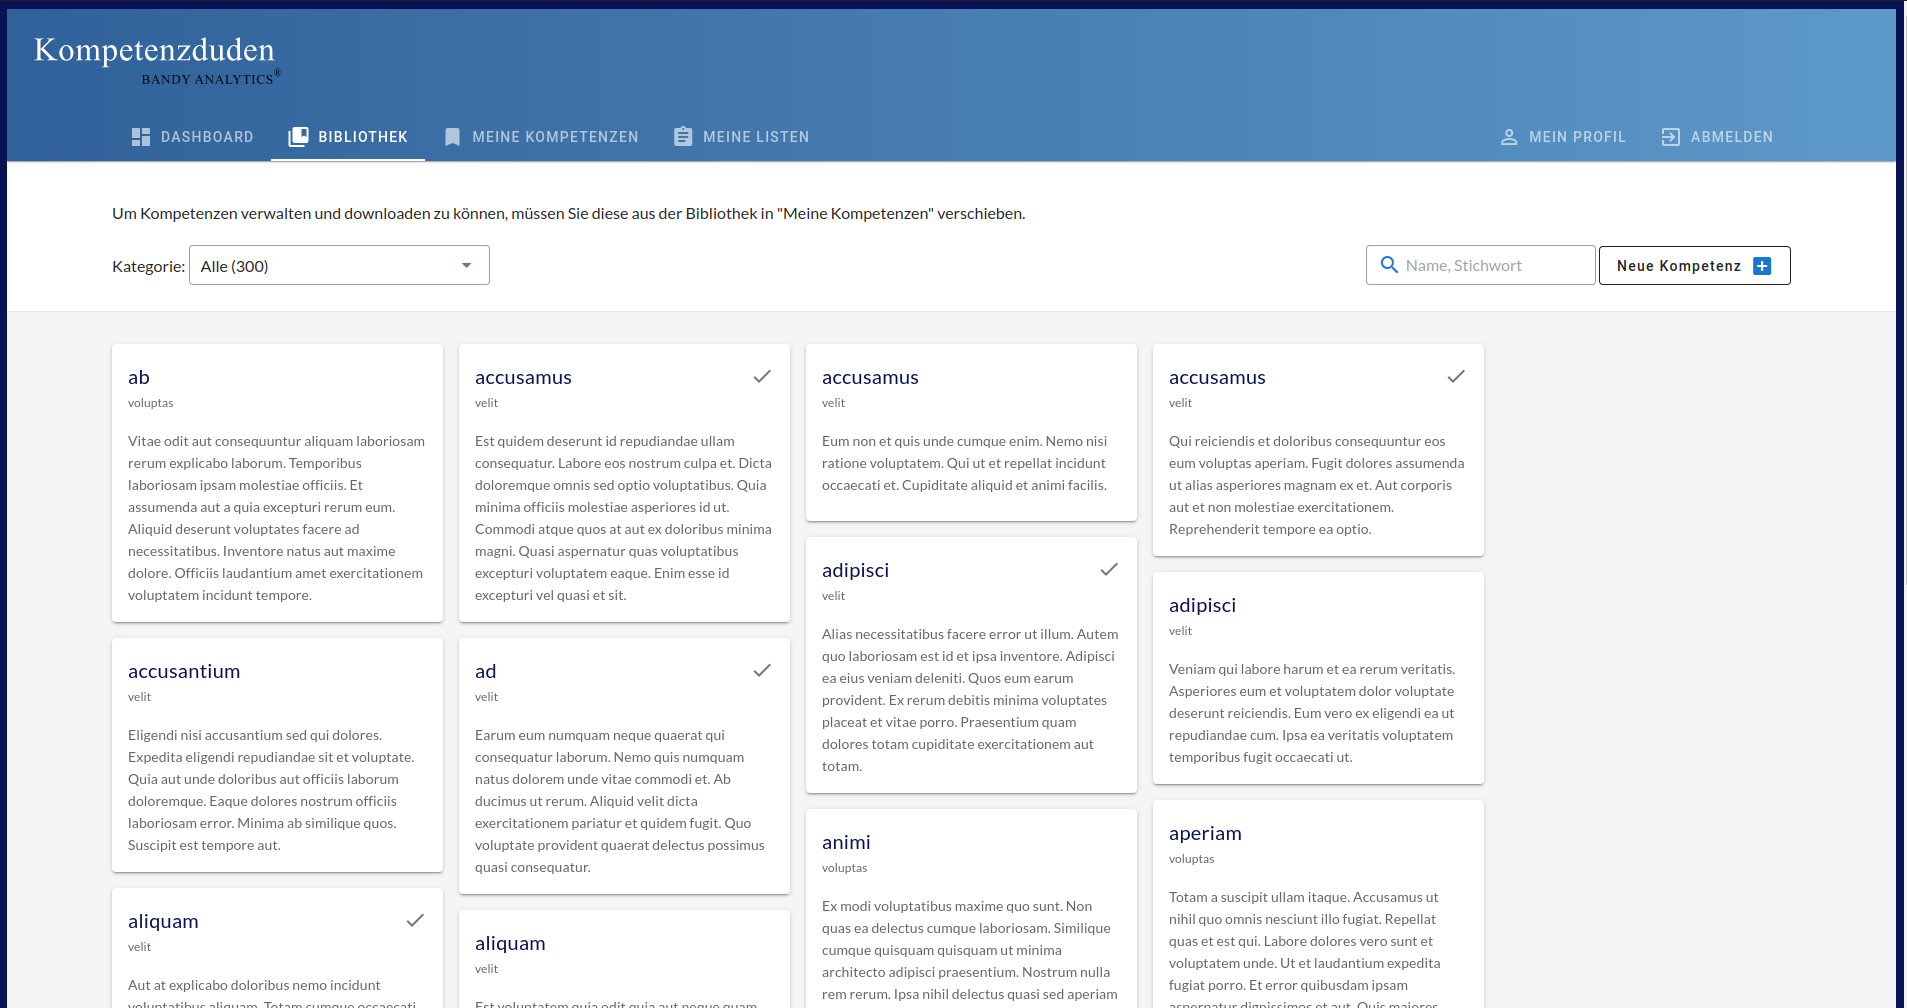 Kompetenzduden
BANDY ANALYTICS®
DASHBOARD
BIBLIOTHEK
MEINE KOMPETENZEN
MEINE LISTEN
MEIN PROFIL
ABMELDEN
Um Kompetenzen verwalten und downloaden zu können, müssen Sie diese aus der Bibliothek in "Meine Kompetenzen" verschieben.
Kategorie:
Alle (300)
Name, Stichwort
Neue Kompetenz
ab
voluptas
Vitae odit aut consequuntur aliquam laboriosam
rerum explicabo laborum. Temporibus
laboriosam ipsam molestiae officiis. Et
assumenda aut a quia excepturi rerum eum.
Aliquid deserunt voluptates facere ad
necessitatibus. Inventore natus aut maxime
dolore. Officiis laudantium amet exercitationem
voluptatem incidunt tempore.
accusantium
velit
Eligendi nisi accusantium sed qui dolores.
Expedita eligendi repudiandae sit et voluptate.
Quia aut unde doloribus aut officiis laborum
doloremque. Eaque dolores nostrum officiis
laboriosam error. Minima ab similique quos.
Suscipit est tempore aut.
aliquam
velit
Aut at explicabo doloribus nemo incidunt
voluptatibus aliquam. Totam cumque occaecati
accusamus
velit
Est quidem deserunt id repudiandae ullam
consequatur. Labore eos nostrum culpa et. Dicta
doloremque omnis sed optio voluptatibus. Quia
minima officiis molestiae asperiores id ut.
Commodi atque quos at aut ex doloribus minima
magni. Quasi aspernatur quas voluptatibus
excepturi voluptatem eaque. Enim esse id
excepturi vel quasi et sit.
ad
velit
Earum eum numquam neque quaerat qui
consequatur laborum. Nemo quis numquam
natus dolorem unde vitae commodi et. Ab
ducimus ut rerum. Aliquid velit dicta
exercitationem pariatur et quidem fugit. Quo
voluptate provident quaerat delectus possimus
quasi consequatur.
aliquam
velit
Est voluptatem quia odit quia aut neque quam
accusamus
velit
Eum non et quis unde cumque enim. Nemo nisi
ratione voluptatem. Qui ut et repellat incidunt
occaecati et. Cupiditate aliquid et animi facilis.
adipisci
velit
Alias necessitatibus facere error ut illum. Autem
quo laboriosam est id et ipsa inventore. Adipisci
ea eius veniam deleniti. Quos eum earum
provident. Ex rerum debitis minima voluptates
placeat et vitae porro. Praesentium quam
dolores totam cupiditate exercitationem aut
totam.
animi
voluptas
Ex modi voluptatibus maxime quo sunt. Non
quas ea delectus cumque laboriosam. Similique
cumque quisquam quisquam ut minima
architecto adipisci praesentium. Nostrum nulla
rem rerum. Ipsa nihil delectus quasi sed aperiam
accusamus
velit
Qui reiciendis et doloribus consequuntur eos
eum voluptas aperiam. Fugit dolores assumenda
ut alias asperiores magnam ex et. Aut corporis
aut et non molestiae exercitationem.
Reprehenderit tempore ea optio.
adipisci
velit
Veniam qui labore harum et ea rerum veritatis.
Asperiores eum et voluptatem dolor voluptate
deserunt reiciendis. Eum vero ex eligendi ea ut
repudiandae cum. Ipsa ea veritatis voluptatem
temporibus fugit occaecati ut.
aperiam
voluptas
Totam a suscipit ullam itaque. Accusamus ut
nihil quo omnis nesciunt illo fugiat. Repellat
quas et est qui. Labore dolores vero sunt et
voluptatem unde. Ut et laudantium expedita
fugiat porro. Et error quibusdam ipsam
aspernatur dignissimos et aut. Quis maiores